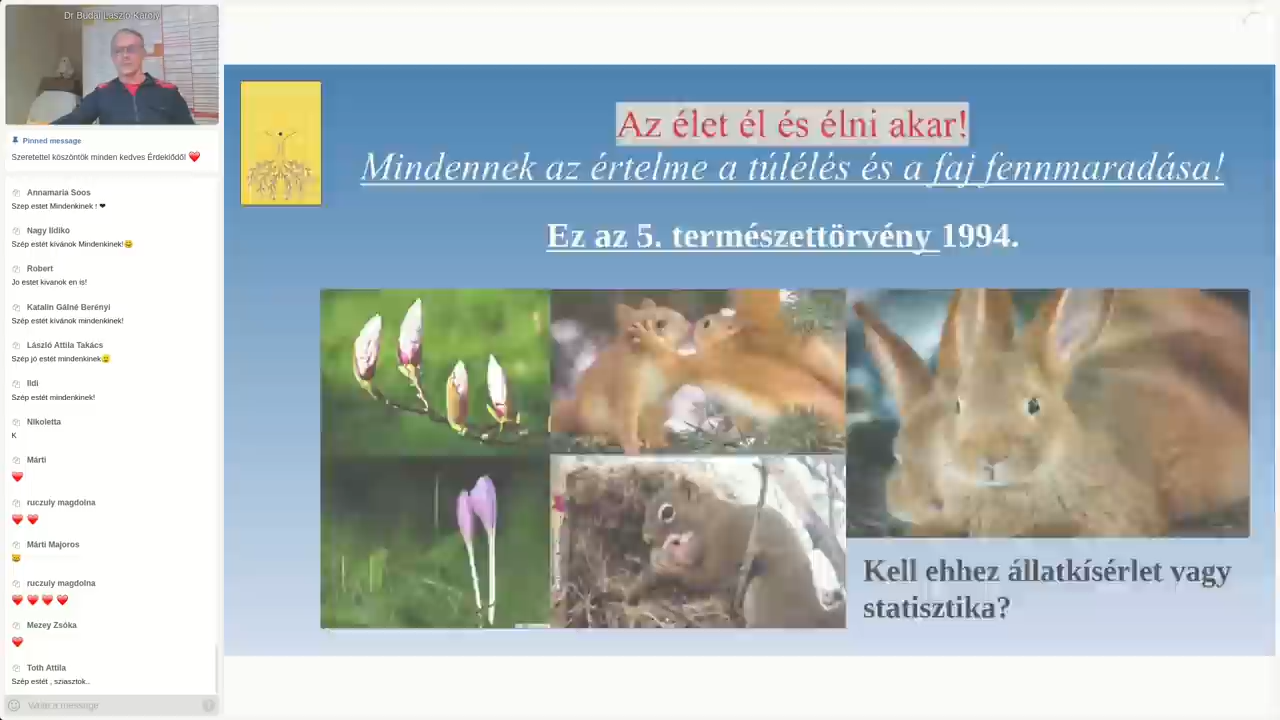 Dr Budai László Károly
Pinned message
Szeretettel köszöntök minden kedves Érdeklődő! ❤
Annamaria Soos
Szep estet Mindenkinek ! ❤
Nagy Ildiko
Szép estét kívánok Mindenkinek!😀
Robert
Jo estet kivanok en is!
Katalin Gálné Berényi
Szép estét kívánok mindenkinek!
László Attila Takács
Szép jó estét mindenkinek🙂
Ildi
Szép estét mindenkinek!
Nikoletta
K
Márti
❤
ruczuly magdolna
❤ ❤
Márti Majoros
ruczuly magdolna
❤ ❤ ❤ ❤
Mezey Zsóka
❤
Toth Attila
Szép estét , sziasztok..
Write a message
Az élet él és élni akar!
Mindennek az értelme a túlélés és a faj fennmaradása!
Ez az 5. természettörvény 1994.
Kell ehhez állatkísérlet vagy
statisztika?